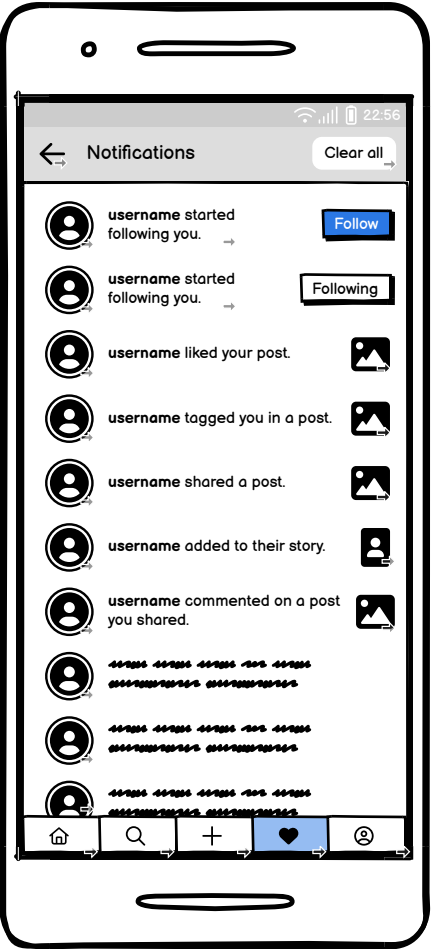 22:56
Notifications
Clear all
username started
following you.
Follow
username started
following you.
Following
username liked your post.
username tagged you in a post.
username shared a post.
username added to their story.
username commented on a post
you shared.